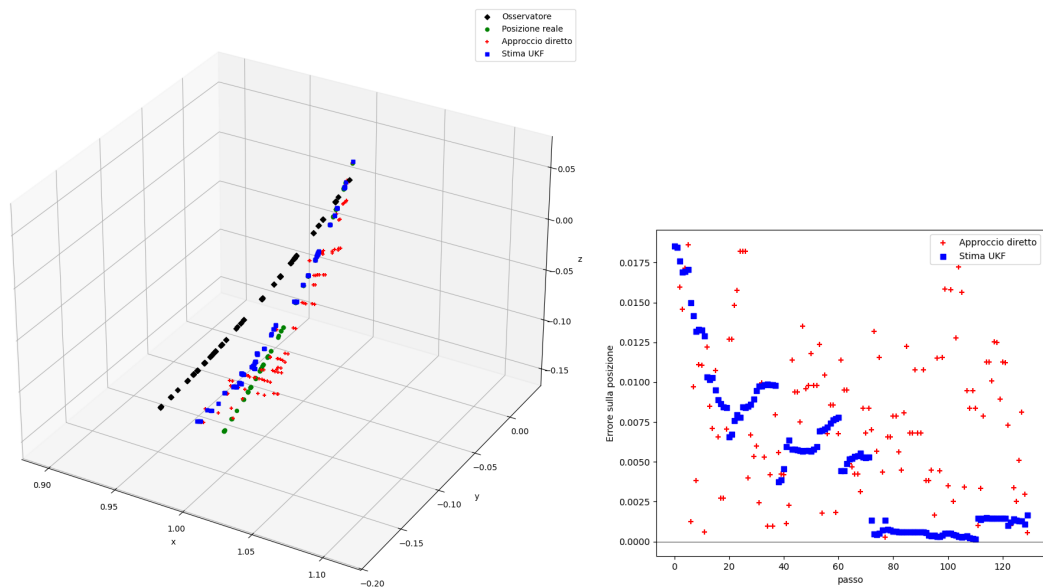 Osservatore
Posizione reale
Approccio diretto
Stima UKF
0.05
0.00
−0.05
−0.10
−0.15
z
0.00
−0.05
−0.10
−0.15
−0.20
y
0.90
0.95
1.00
1.05
1.10
x
Approccio diretto
Stima UKF
0.0175
0.0150
0.0125
0.0100
0.0075
0.0050
0.0025
0.0000
Errore sulla posizione
0 20 40 60 80 100 120
passo